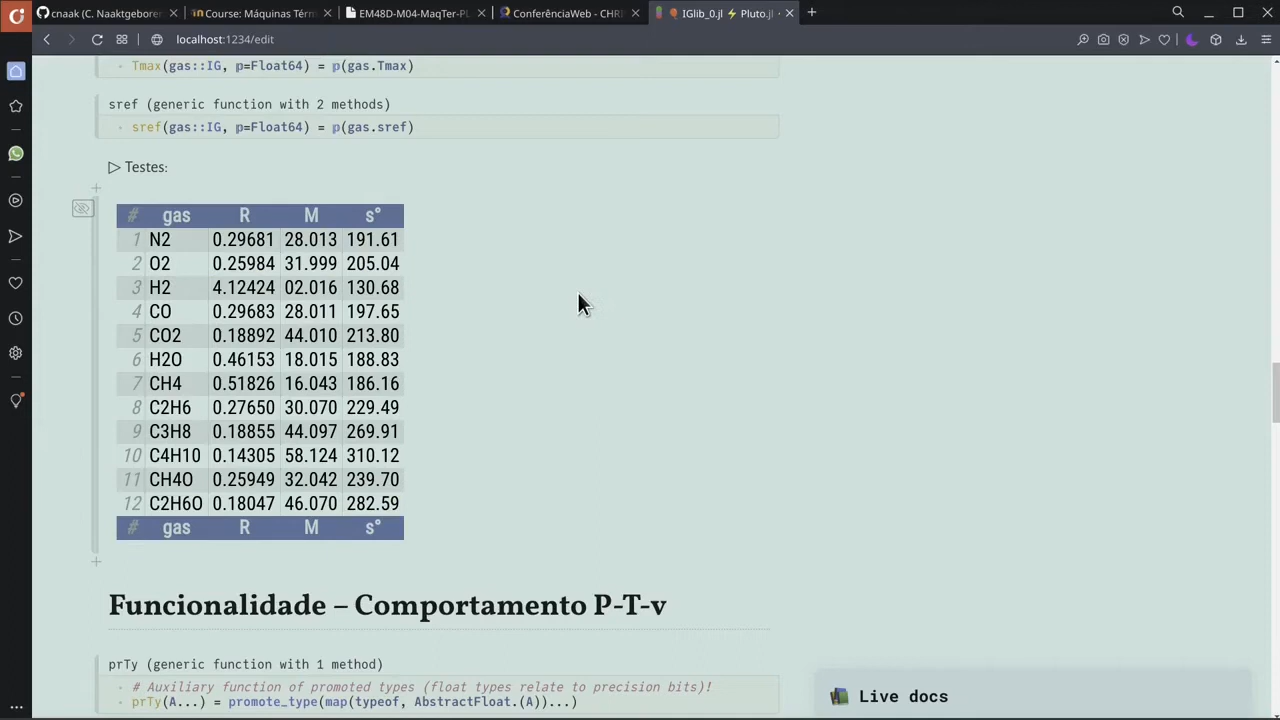 cnaak (C. Naaktgeboren
Course: Máquinas Térm
EM48D-M04-MaqTer-PL
ConferênciaWeb - CHRI
IGlib_0.jl ⚡ Pluto.jl
localhost:1234/edit
Tmax(gas::IG, p=Float64) = p(gas.Tmax)
sref (generic function with 2 methods)
sref(gas::IG, p=Float64) = p(gas.sref)
▷ Testes:
# gas R M s°
1 N2 0.29681 28.013 191.61
2 O2 0.25984 31.999 205.04
3 H2 4.12424 02.016 130.68
4 CO 0.29683 28.011 197.65
5 CO2 0.18892 44.010 213.80
6 H2O 0.46153 18.015 188.83
7 CH4 0.51826 16.043 186.16
8 C2H6 0.27650 30.070 229.49
9 C3H8 0.18855 44.097 269.91
10 C4H10 0.14305 58.124 310.12
11 CH4O 0.25949 32.042 239.70
12 C2H6O 0.18047 46.070 282.59
# gas R M s°
Funcionalidade – Comportamento P-T-v
prTy (generic function with 1 method)
# Auxiliary function of promoted types (float types relate to precision bits)!
prTy(A...) = promote_type(map(typeof, AbstractFloat.(A))...)
Live docs